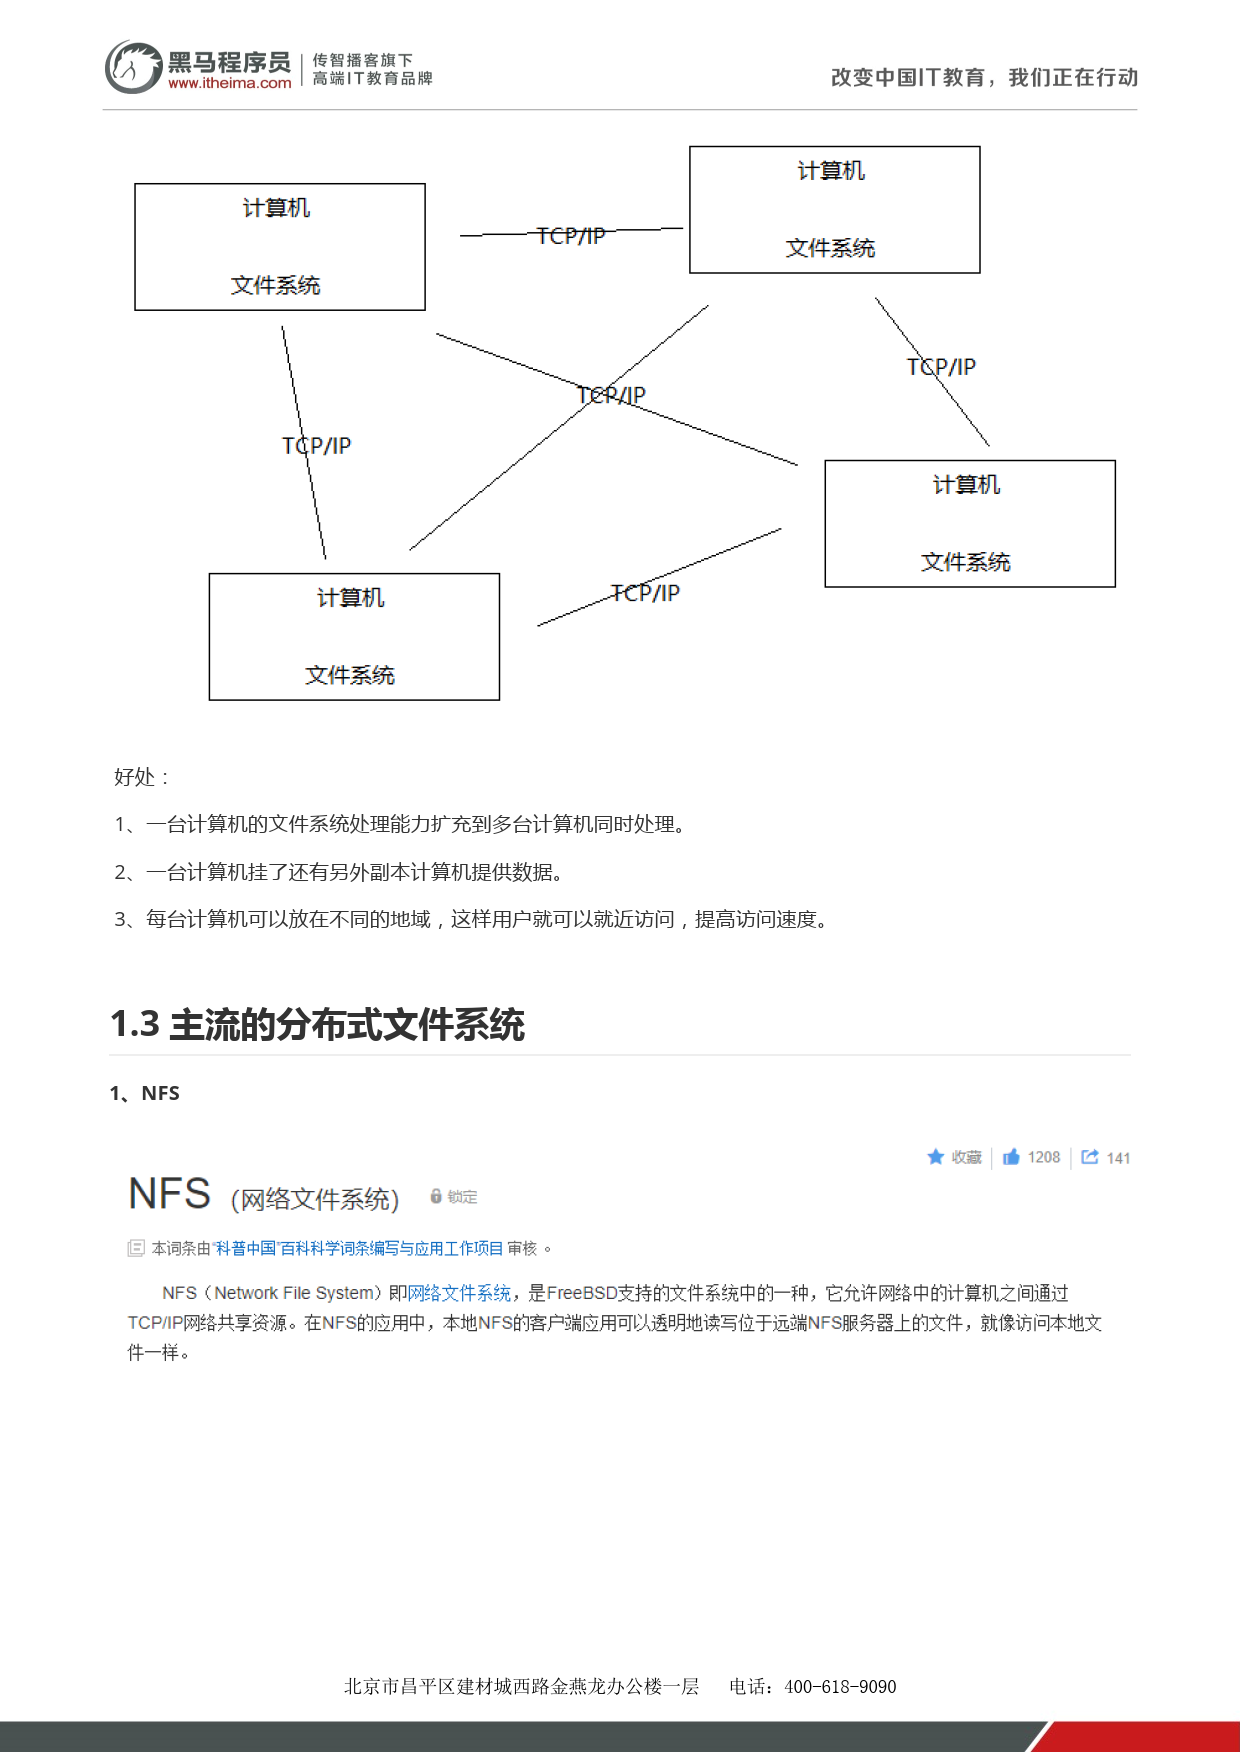 黑马程序员
www.itheima.com
传智播客旗下
高端IT教育品牌
改变中国IT教育，我们正在行动
计算机
文件系统
TCP/IP
计算机
文件系统
TCP/IP
TCP/IP
TCP/IP
计算机
文件系统
TCP/IP
计算机
文件系统
好处：
1、一台计算机的文件系统处理能力扩充到多台计算机同时处理。
2、一台计算机挂了还有另外副本计算机提供数据。
3、每台计算机可以放在不同的地域，这样用户就可以就近访问，提高访问速度。
1.3 主流的分布式文件系统
1、NFS
收藏 1208 141
NFS（网络文件系统） 锁定
本词条由“科普中国”百科科学词条编写与应用工作项目 审核 。
NFS（Network File System）即网络文件系统，是FreeBSD支持的文件系统中的一种，它允许网络中的计算机之间通过
TCP/IP网络共享资源。在NFS的应用中，本地NFS的客户端应用可以透明地读写位于远端NFS服务器上的文件，就像访问本地文
件一样。
北京市昌平区建材城西路金燕龙办公楼一层 电话：400-618-9090